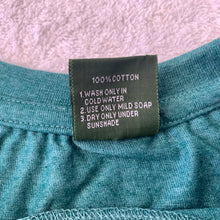 100% COTTON
1.WASH ONLY IN
COLD WATER
2.USE ONLY MILD SOAP
3.DRY ONLY UNDER
SUNSHADE